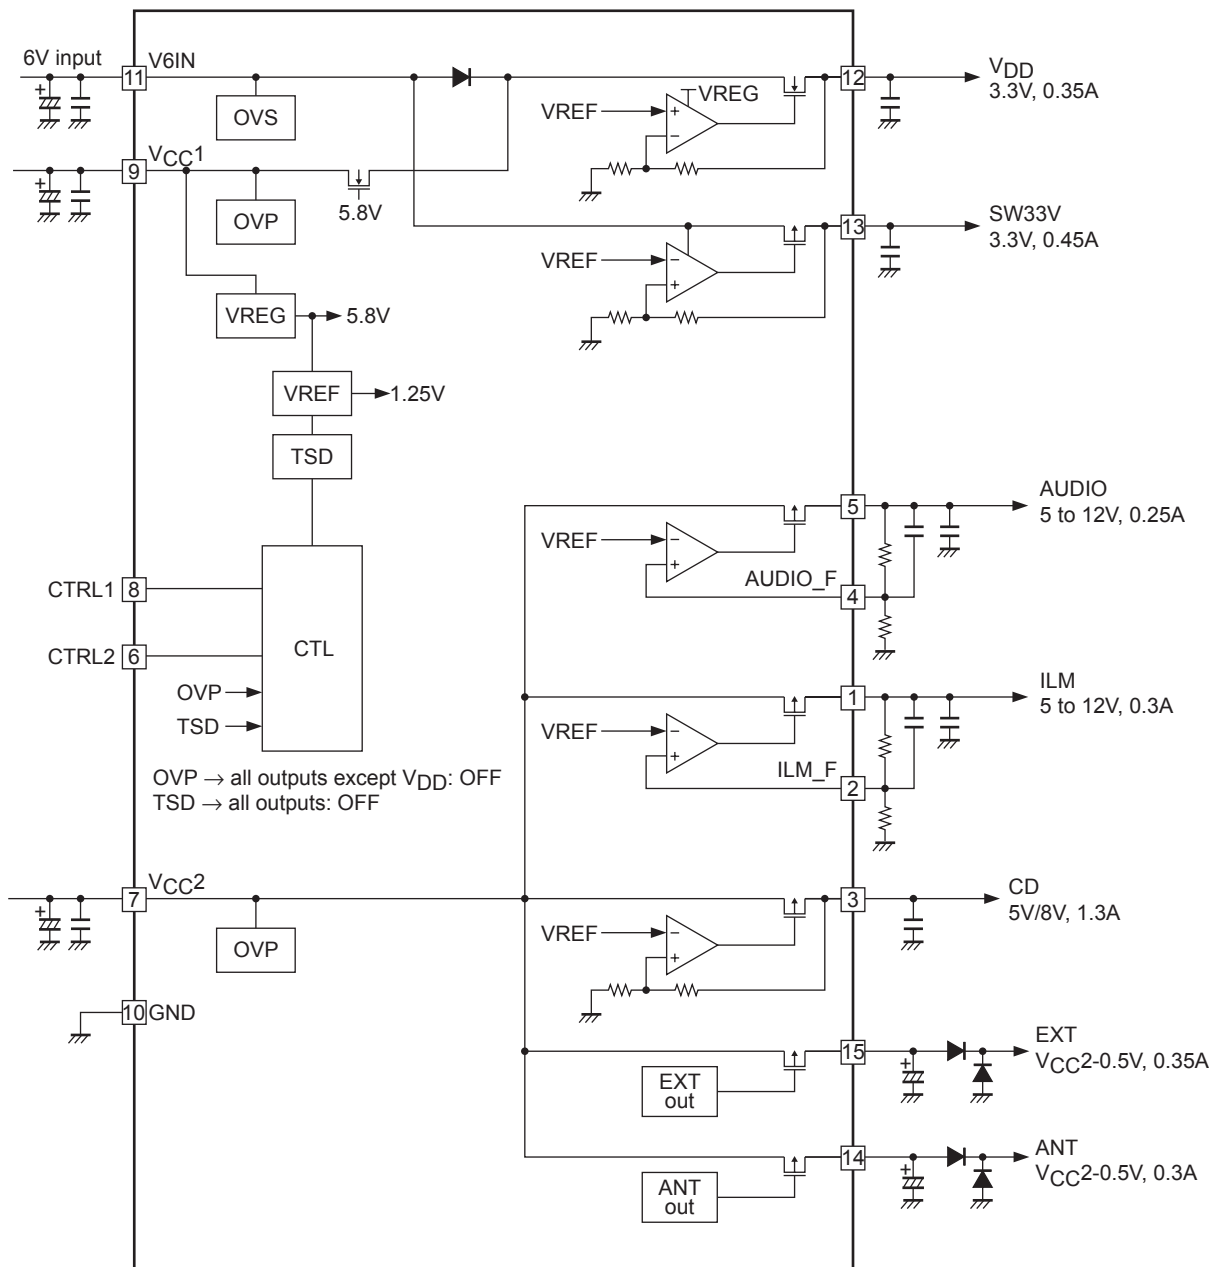 6V input
11
V6IN
OVS
VREF
+
−
VREG
12
VDD
3.3V, 0.35A
+
9
VCC1
OVP
5.8V
+
VREF
−
+
13
SW33V
3.3V, 0.45A
VREG
5.8V
VREF
1.25V
TSD
VREF
−
+
5
AUDIO
5 to 12V, 0.25A
AUDIO_F
4
CTRL1
8
CTRL2
6
CTL
OVP
TSD
OVP → all outputs except VDD: OFF
TSD → all outputs: OFF
VREF
−
+
1
ILM
5 to 12V, 0.3A
ILM_F
2
7
VCC2
+
OVP
VREF
−
+
3
CD
5V/8V, 1.3A
10
GND
EXT
out
15
+
EXT
VCC2-0.5V, 0.35A
ANT
out
14
+
ANT
VCC2-0.5V, 0.3A